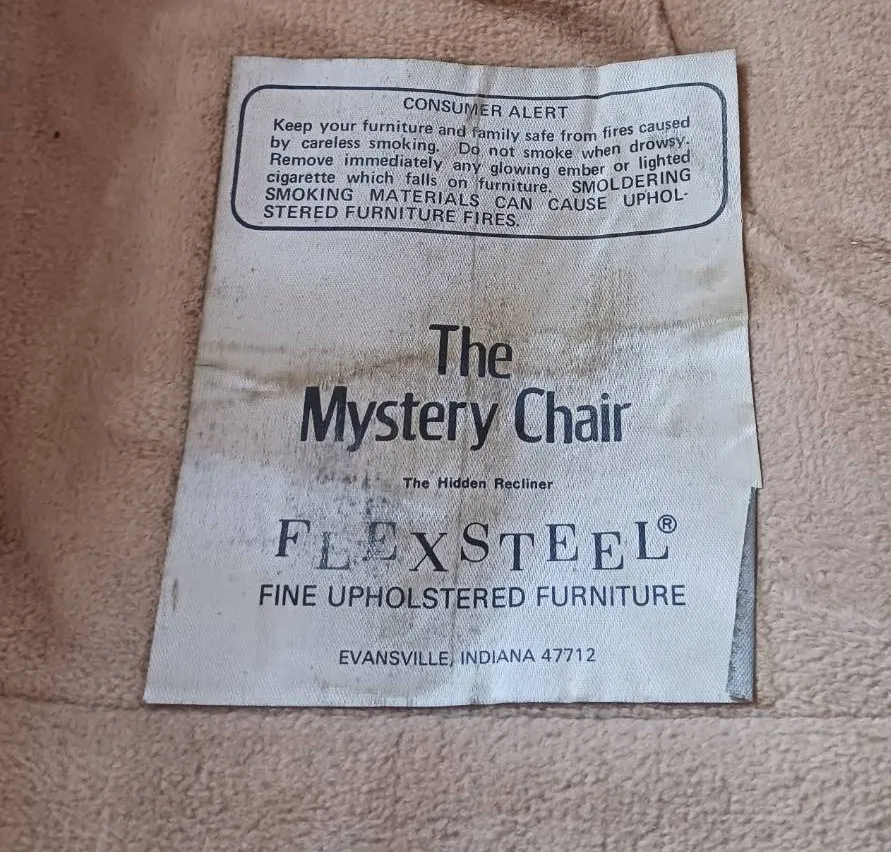 CONSUMER ALERT
Keep your furniture and family safe from fires caused
by careless smoking. Do not smoke when drowsy.
Remove immediately any glowing ember or lighted
cigarette which falls on furniture. SMOLDERING
SMOKING MATERIALS CAN CAUSE UPHOL-
STERED FURNITURE FIRES.
The
Mystery Chair
The Hidden Recliner
FLEXSTEEL®
FINE UPHOLSTERED FURNITURE
EVANSVILLE, INDIANA 47712